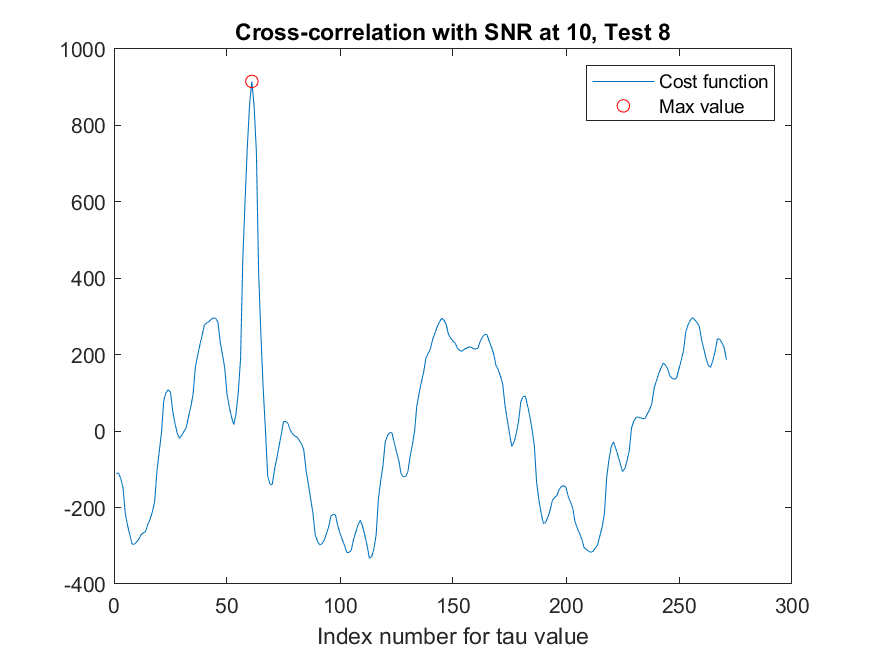 Cross-correlation with SNR at 10, Test 8
1000
800
600
400
200
0
-200
-400
0 50 100 150 200 250 300
Index number for tau value
Cost function
Max value